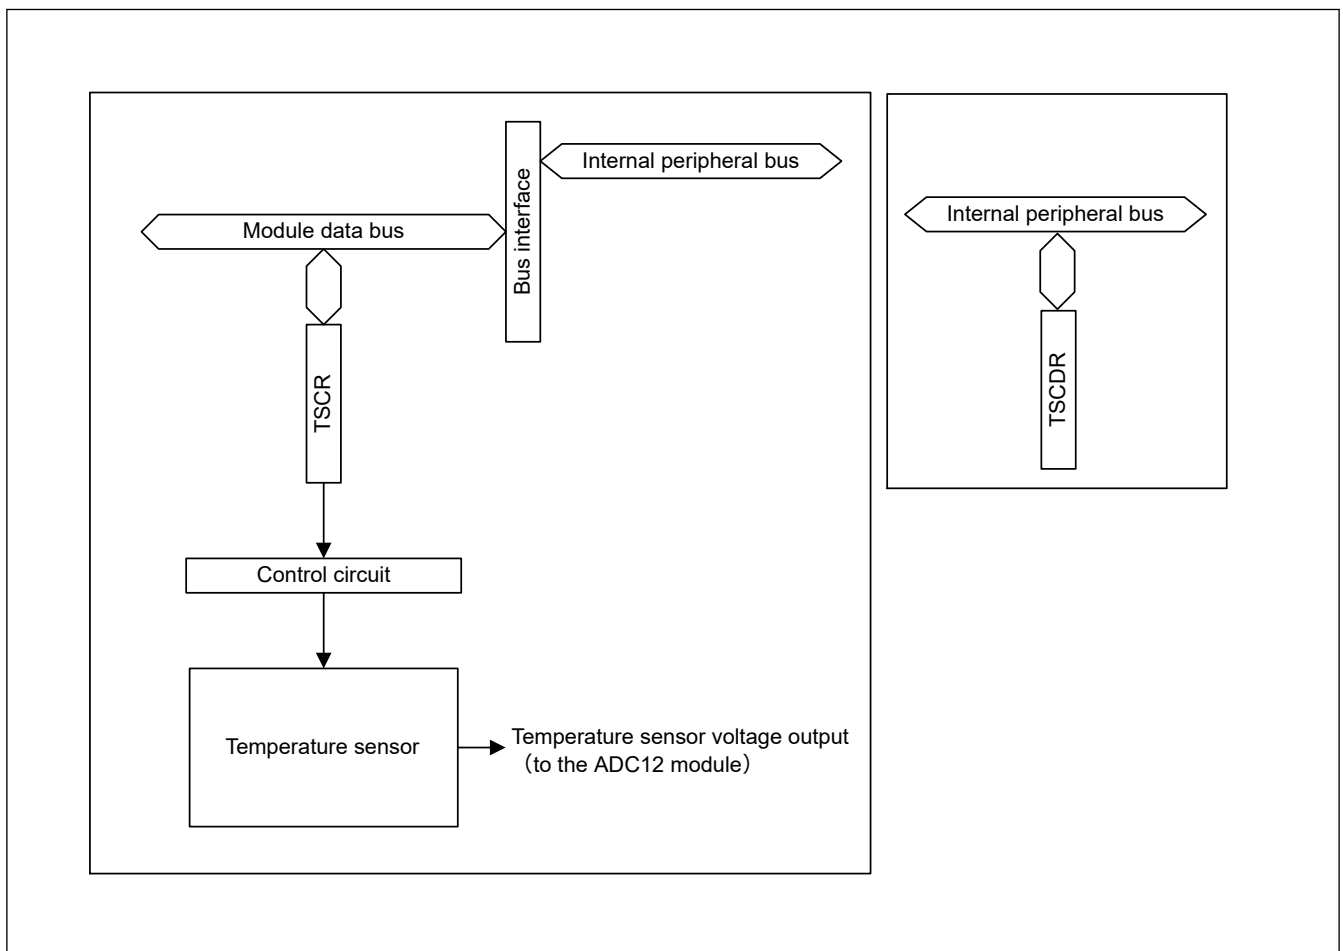 Internal peripheral bus
Bus interface
Module data bus
TSCR
Control circuit
Temperature sensor
Temperature sensor voltage output
（to the ADC12 module）
Internal peripheral bus
TSCDR